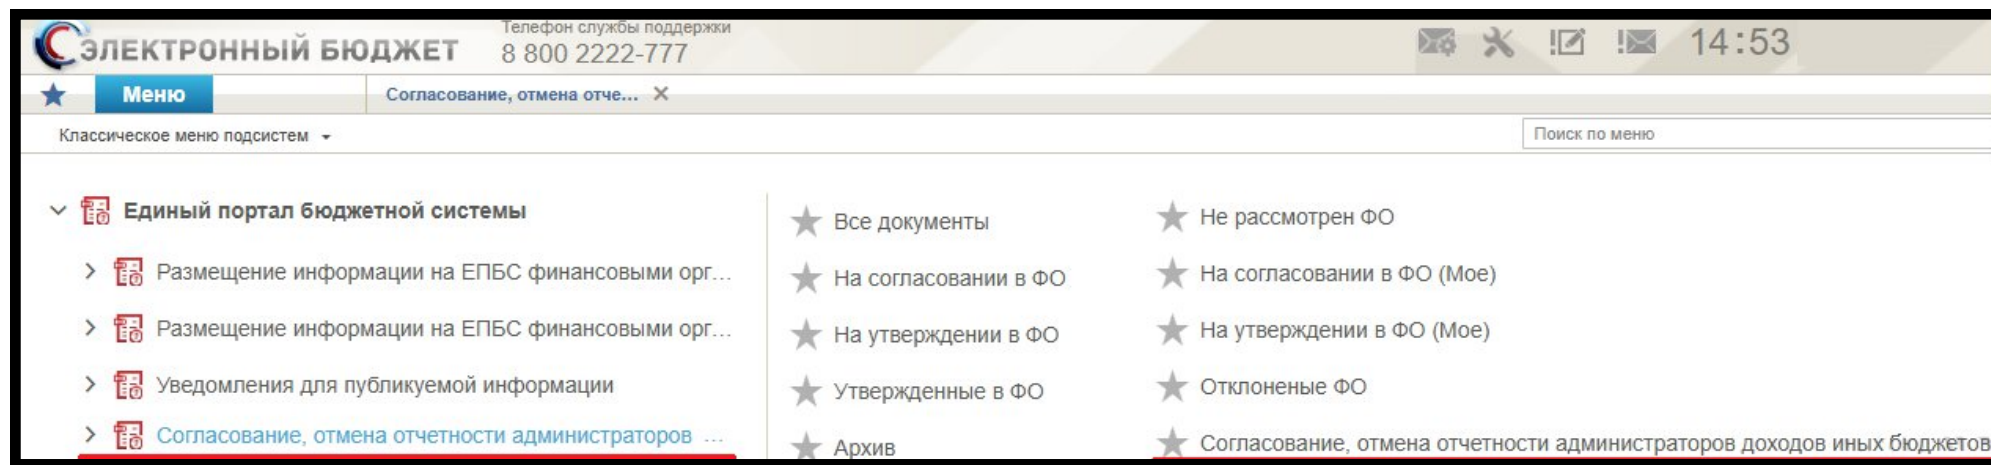 ЭЛЕКТРОННЫЙ БЮДЖЕТ
Телефон службы поддержки
8 800 2222-777
14:53
Меню
Согласование, отмена отче...
Классическое меню подсистем
Поиск по меню
Единый портал бюджетной системы
Размещение информации на ЕПБС финансовыми орг...
Размещение информации на ЕПБС финансовыми орг...
Уведомления для публикуемой информации
Согласование, отмена отчетности администраторов ...
Все документы
На согласовании в ФО
На утверждении в ФО
Утвержденные в ФО
Архив
Не рассмотрен ФО
На согласовании в ФО (Мое)
На утверждении в ФО (Мое)
Отклоненые ФО
Согласование, отмена отчетности администраторов доходов иных бюджетов